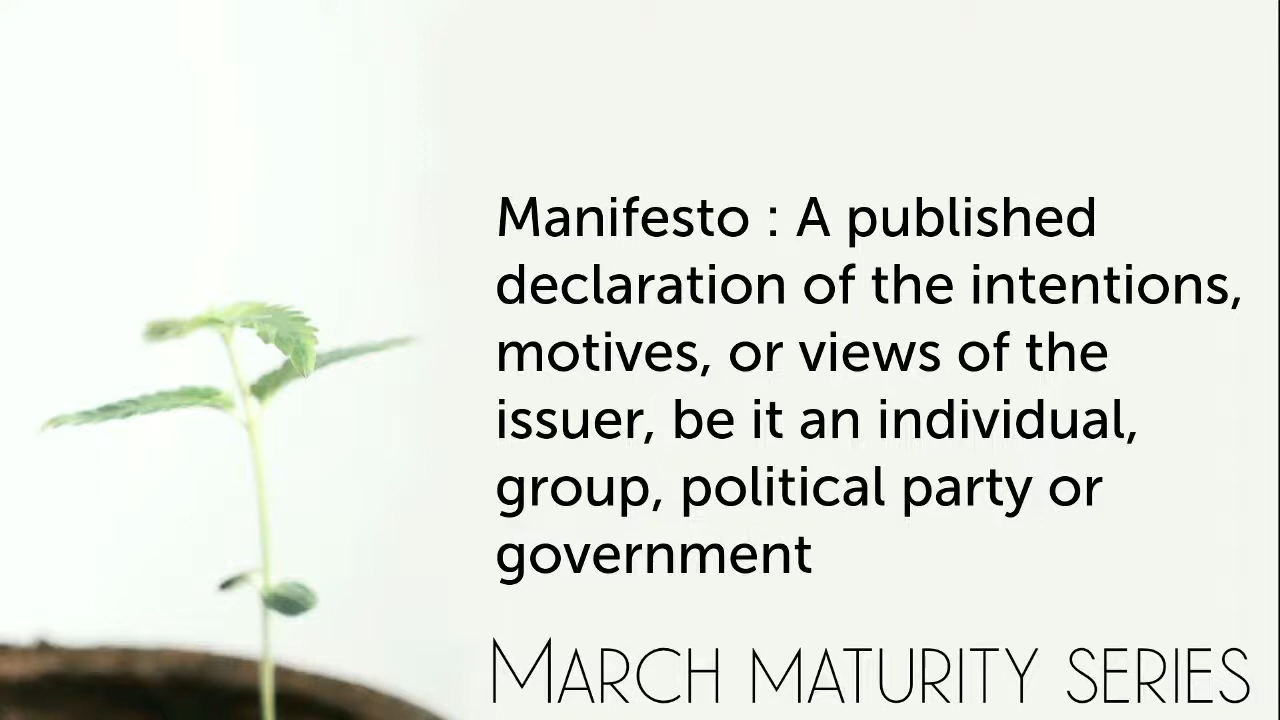 Manifesto : A published
declaration of the intentions,
motives, or views of the
issuer, be it an individual,
group, political party or
government
MARCH MATURITY SERIES